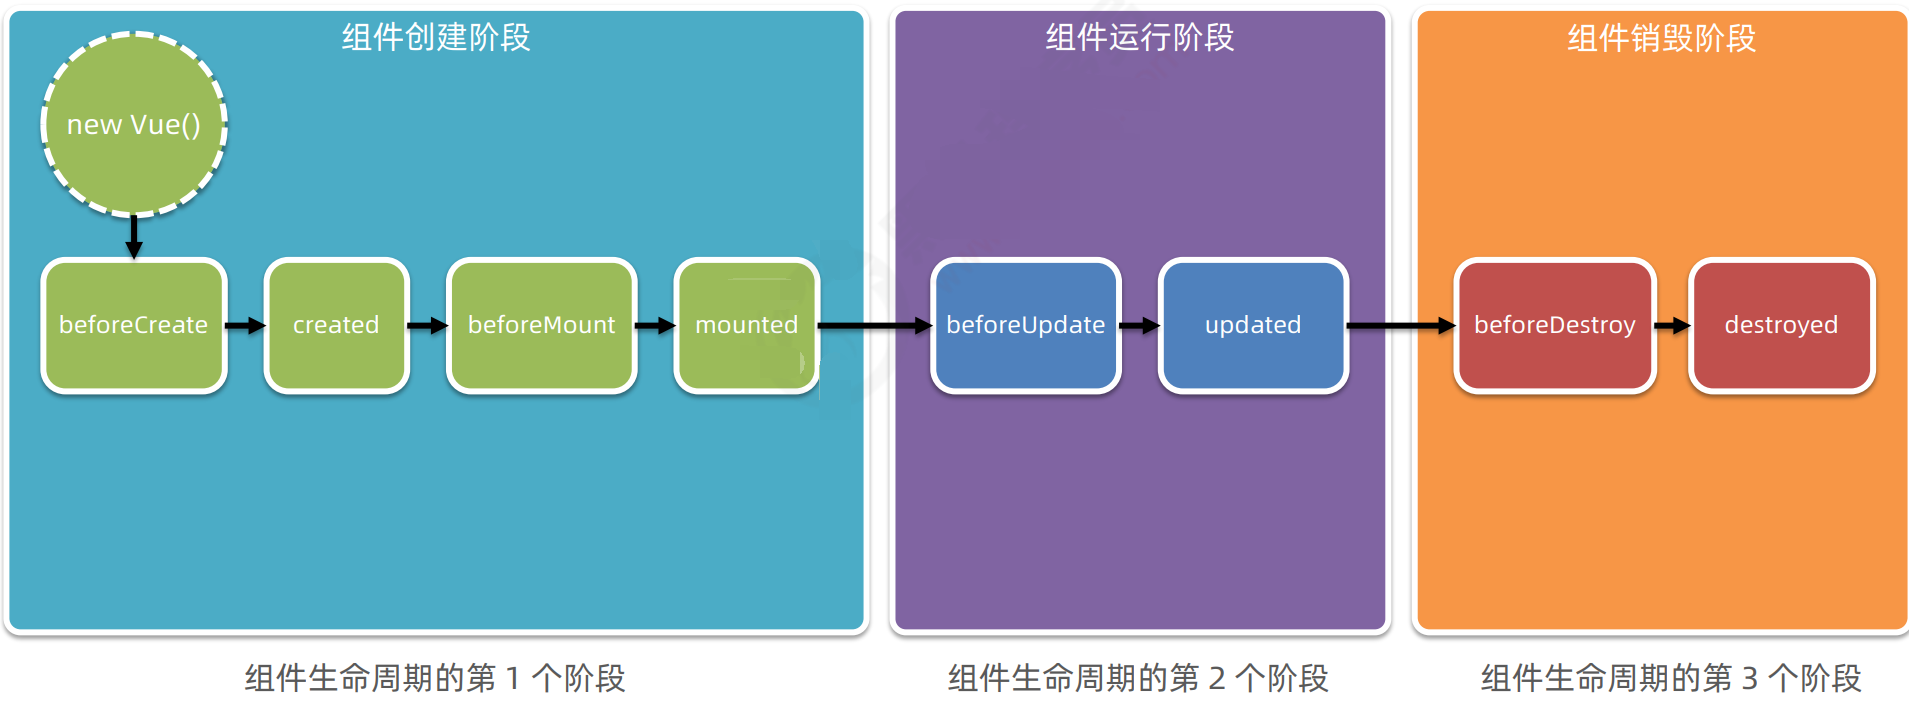 组件创建阶段
new Vue()
beforeCreate
created
beforeMount
mounted
组件生命周期的第 1 个阶段
组件运行阶段
beforeUpdate
updated
组件生命周期的第 2 个阶段
组件销毁阶段
beforeDestroy
destroyed
组件生命周期的第 3 个阶段